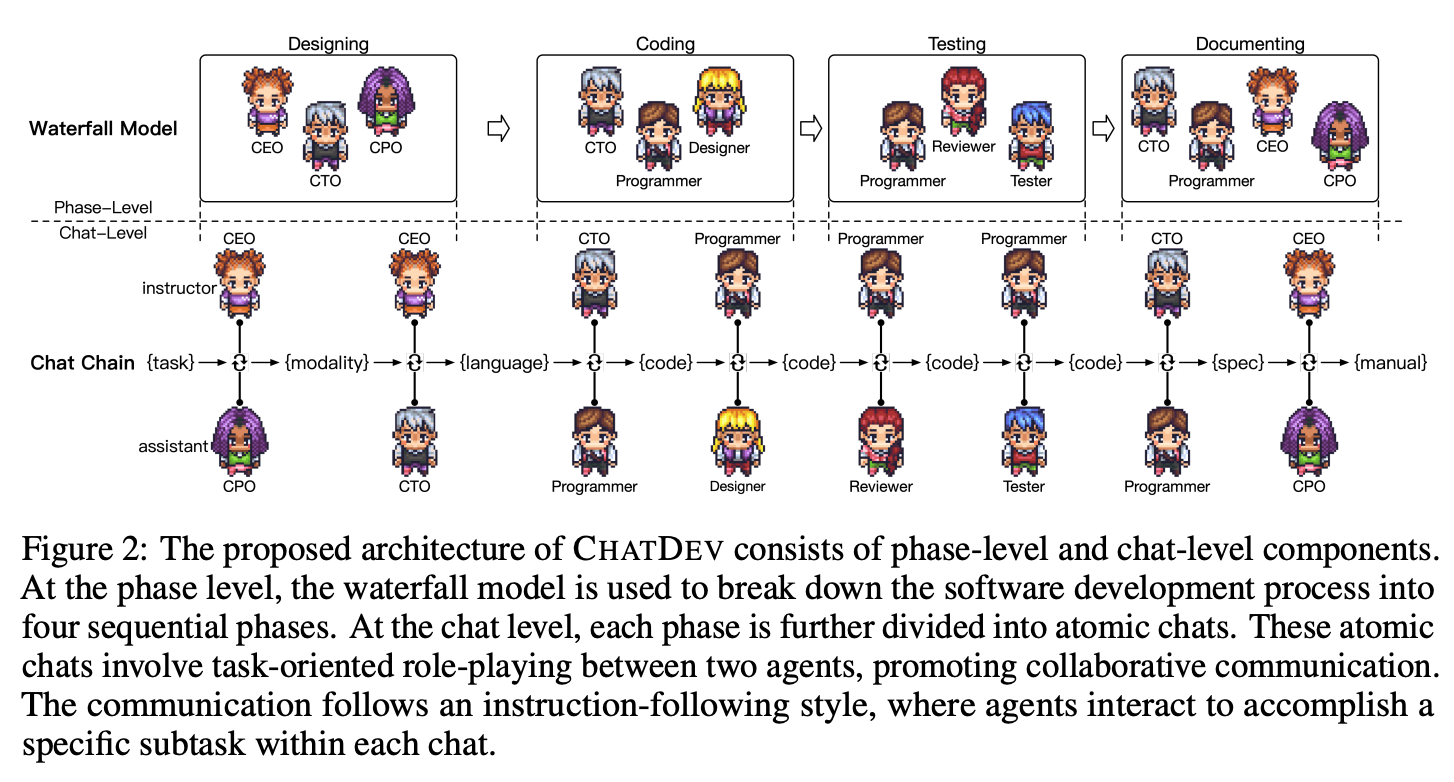 Designing
Coding
Testing
Documenting
Waterfall Model
CEO
CTO
CPO
CTO
Programmer
Designer
Programmer
Reviewer
Tester
CTO
Programmer
CEO
CPO
Phase-Level
Chat-Level
CEO
CEO
CTO
Programmer
Programmer
Programmer
CTO
CEO
instructor
Chat Chain {task} {modality} {language} {code} {code} {code} {code} {spec} {manual}
assistant
CPO
CTO
Programmer
Designer
Reviewer
Tester
Programmer
CPO
Figure 2: The proposed architecture of CHATDEV consists of phase-level and chat-level components.
At the phase level, the waterfall model is used to break down the software development process into
four sequential phases. At the chat level, each phase is further divided into atomic chats. These atomic
chats involve task-oriented role-playing between two agents, promoting collaborative communication.
The communication follows an instruction-following style, where agents interact to accomplish a
specific subtask within each chat.